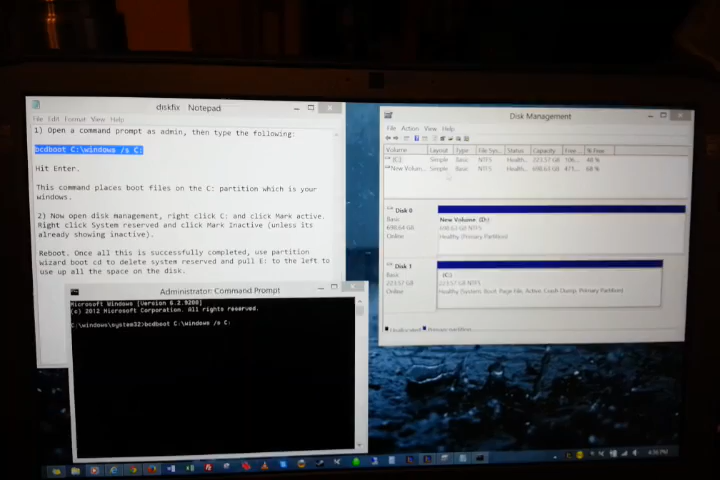 diskfix - Notepad
File Edit Format View Help
1) Open a command prompt as admin, then type the following:
bcdboot C:\windows /s C:
Hit Enter.
This command places boot files on the C: partition which is your
windows.
2) Now open disk management, right click C: and click Mark active.
Right click System reserved and click Mark Inactive (unless its
already showing inactive).
Reboot. Once all this is successfully completed, use partition
wizard boot cd to delete system reserved and pull E: to the left to
use up all the space on the disk.
Administrator: Command Prompt
Microsoft Windows [Version 6.2.9200]
(c) 2012 Microsoft Corporation. All rights reserved.
C:\windows\system32>bcdboot C:\windows /s C:
Disk Management
File Action View Help
Volume Layout Type File Sys... Status Capacity Free ... % Free
(C:) Simple Basic NTFS Health... 223.57 GB 106... 48 %
New Volum... Simple Basic NTFS Health... 698.63 GB 471... 68 %
Disk 0
Basic
698.64 GB
Online
New Volume (D:)
698.63 GB NTFS
Healthy (Primary Partition)
Disk 1
Basic
223.57 GB
Online
(C:)
223.57 GB NTFS
Healthy (System, Boot, Page File, Active, Crash Dump, Primary Partition)
Unallocated Primary partition